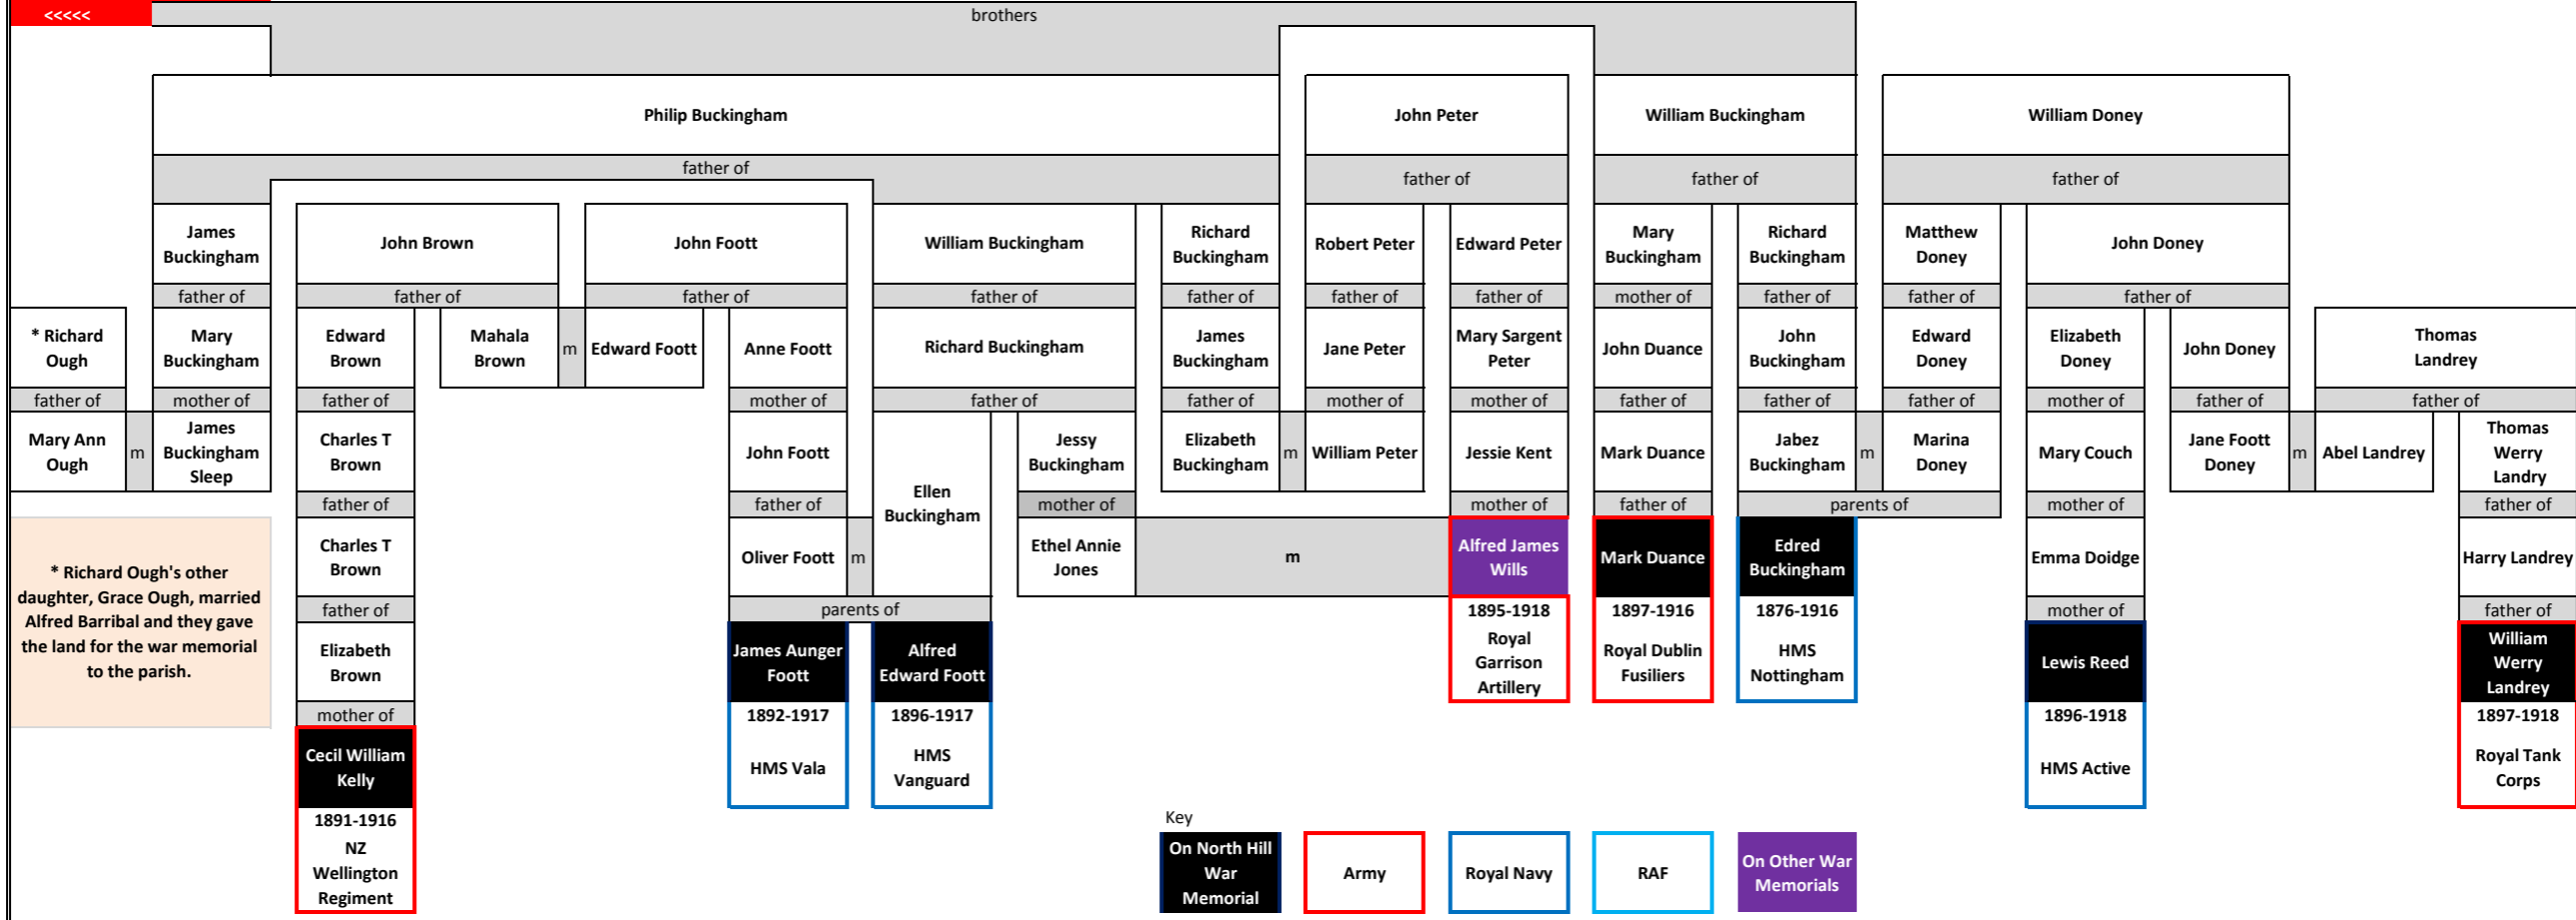 <<<<<
brothers
Philip Buckingham
John Peter
William Buckingham
William Doney
father of
father of
father of
father of
James
Buckingham
John Brown
John Foott
William Buckingham
Richard
Buckingham
Robert Peter
Edward Peter
Mary
Buckingham
Richard
Buckingham
Matthew
Doney
John Doney
father of
father of
father of
father of
father of
father of
father of
mother of
father of
father of
father of
* Richard
Ough
Mary
Buckingham
Edward
Brown
Mahala
Brown
m
Edward Foott
Anne Foott
Richard Buckingham
James
Buckingham
Jane Peter
Mary Sargent
Peter
John Duance
John
Buckingham
Edward
Doney
Elizabeth
Doney
John Doney
Thomas
Landrey
father of
mother of
father of
mother of
father of
father of
mother of
mother of
father of
father of
father of
mother of
father of
father of
Mary Ann
Ough
m
James
Buckingham
Sleep
Charles T
Brown
John Foott
Ellen
Buckingham
Jessy
Buckingham
Elizabeth
Buckingham
m
William Peter
Jessie Kent
Mark Duance
Jabez
Buckingham
m
Marina
Doney
Mary Couch
Jane Foott
Doney
m
Abel Landrey
Thomas
Werry
Landry
father of
father of
mother of
mother of
father of
parents of
mother of
father of
* Richard Ough's other
daughter, Grace Ough, married
Alfred Barribal and they gave
the land for the war memorial
to the parish.
Charles T
Brown
Oliver Foott
m
Ethel Annie
Jones
m
Alfred James
Wills
Mark Duance
Edred
Buckingham
Emma Doidge
Harry Landrey
father of
parents of
1895-1918
Royal
Garrison
Artillery
1897-1916
Royal Dublin
Fusiliers
1876-1916
HMS
Nottingham
mother of
father of
Elizabeth
Brown
James Aunger
Foott
Alfred
Edward Foott
Lewis Reed
William
Werry
Landrey
mother of
1892-1917
HMS Vala
1896-1917
HMS
Vanguard
1896-1918
HMS Active
1897-1918
Royal Tank
Corps
Cecil William
Kelly
1891-1916
NZ
Wellington
Regiment
Key
On North Hill
War
Memorial
Army
Royal Navy
RAF
On Other War
Memorials